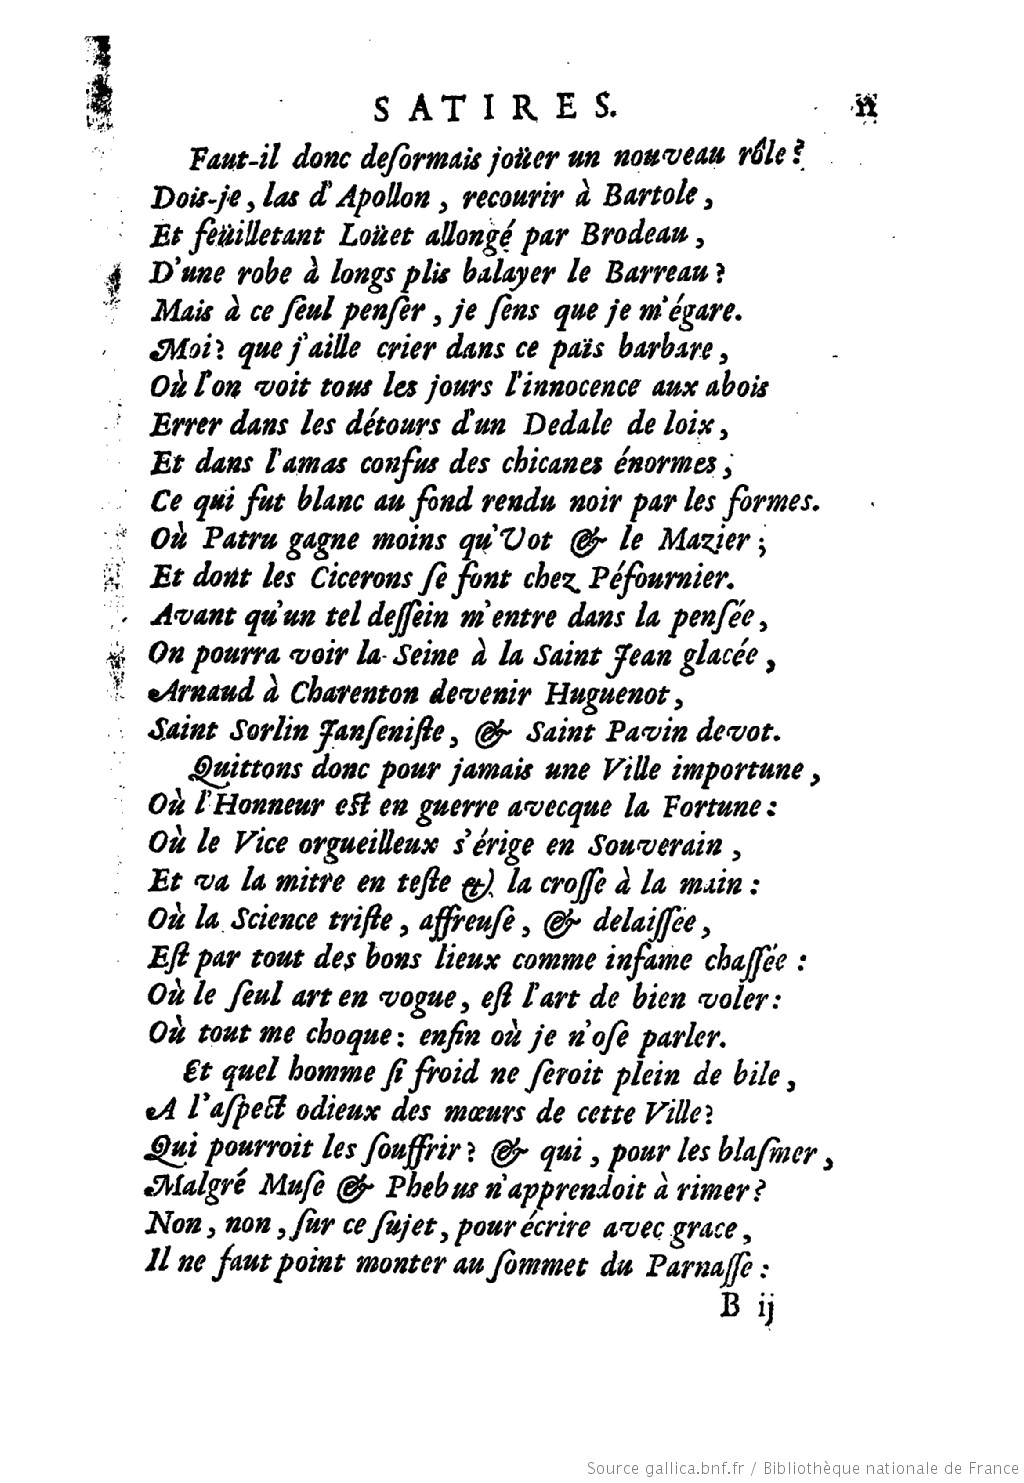 SATIRES. 11
Faut-il donc deſormais joüer un nouveau rôle?
Dois-je, las d'Apollon, recourir à Bartole,
Et feüilletant Loüet allongé par Brodeau,
D'une robe à longs plis balayer le Barreau?
Mais à ce ſeul penſer, je ſens que je m'égare.
Moi? que j'aille crier dans ce païs barbare,
Où l'on voit tous les jours l'innocence aux abois
Errer dans les détours d'un Dedale de loix,
Et dans l'amas confus des chicanes énormes,
Ce qui fut blanc au fond rendu noir par les formes.
Où Patru gagne moins qu'Uot & le Mazier;
Et dont les Cicerons ſe font chez Péfournier.
Avant qu'un tel deſſein m'entre dans la penſée,
On pourra voir la Seine à la Saint Jean glacée,
Arnaud à Charenton devenir Huguenot,
Saint Sorlin Janſeniſte, & Saint Pavin devot.
Quittons donc pour jamais une Ville importune,
Où l'Honneur eſt en guerre avecque la Fortune:
Où le Vice orgueilleux s'érige en Souverain,
Et va la mitre en teſte & la croſſe à la main:
Où la Science triſte, affreuſe, & delaiſſée,
Eſt par tout des bons lieux comme infame chaſſée:
Où le ſeul art en vogue, eſt l'art de bien voler:
Où tout me choque: enfin où je n'oſe parler.
Et quel homme ſi froid ne ſeroit plein de bile,
A l'aſpect odieux des mœurs de cette Ville?
Qui pourroit les ſouffrir? & qui, pour les blaſmer,
Malgré Muſe & Phebus n'apprendoit à rimer?
Non, non, ſur ce ſujet, pour écrire avec grace,
Il ne faut point monter au ſommet du Parnaſſe:
B ij
Source gallica.bnf.fr / Bibliothèque nationale de France